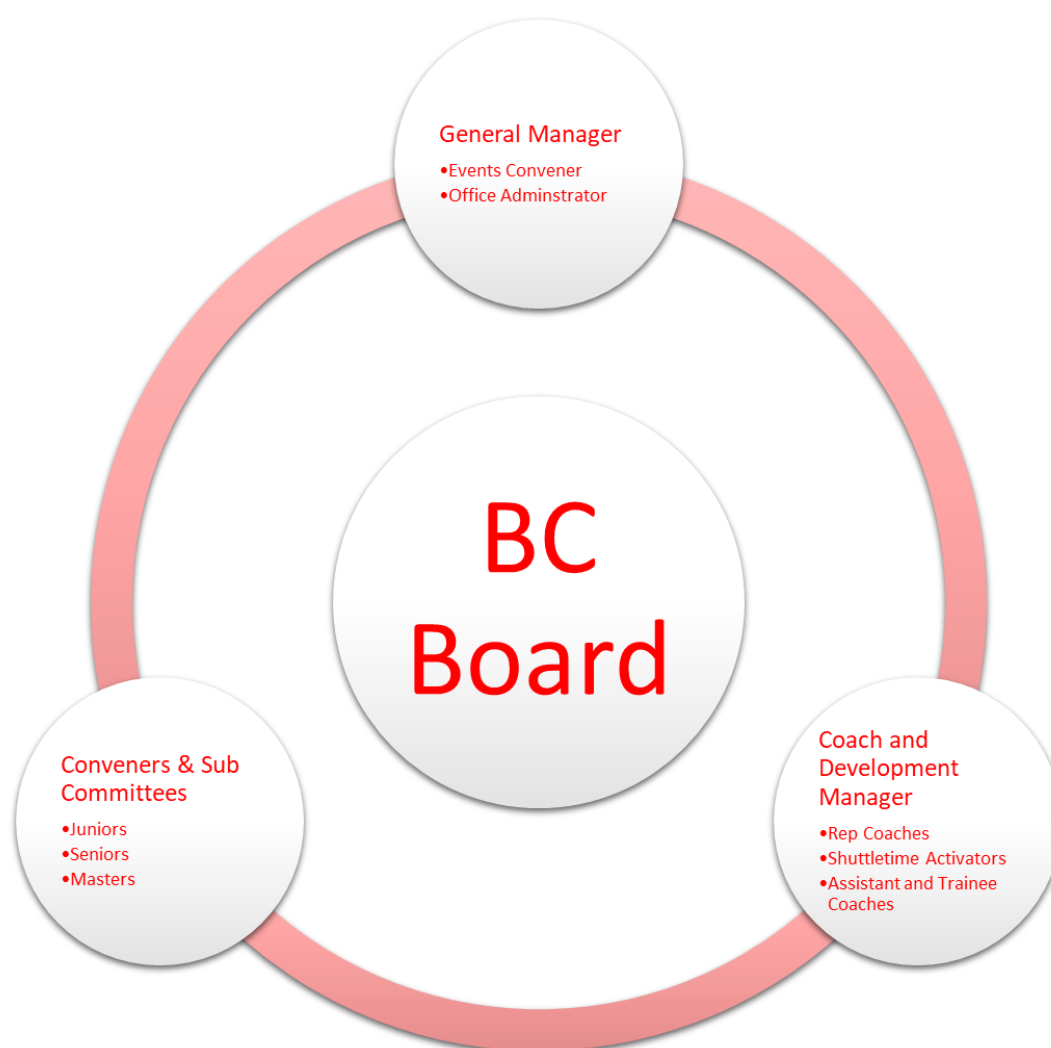 General Manager
•Events Convener
•Office Adminstrator
BC
Board
Conveners & Sub
Committees
•Juniors
•Seniors
•Masters
Coach and
Development
Manager
•Rep Coaches
•Shuttletime Activators
•Assistant and Trainee
Coaches